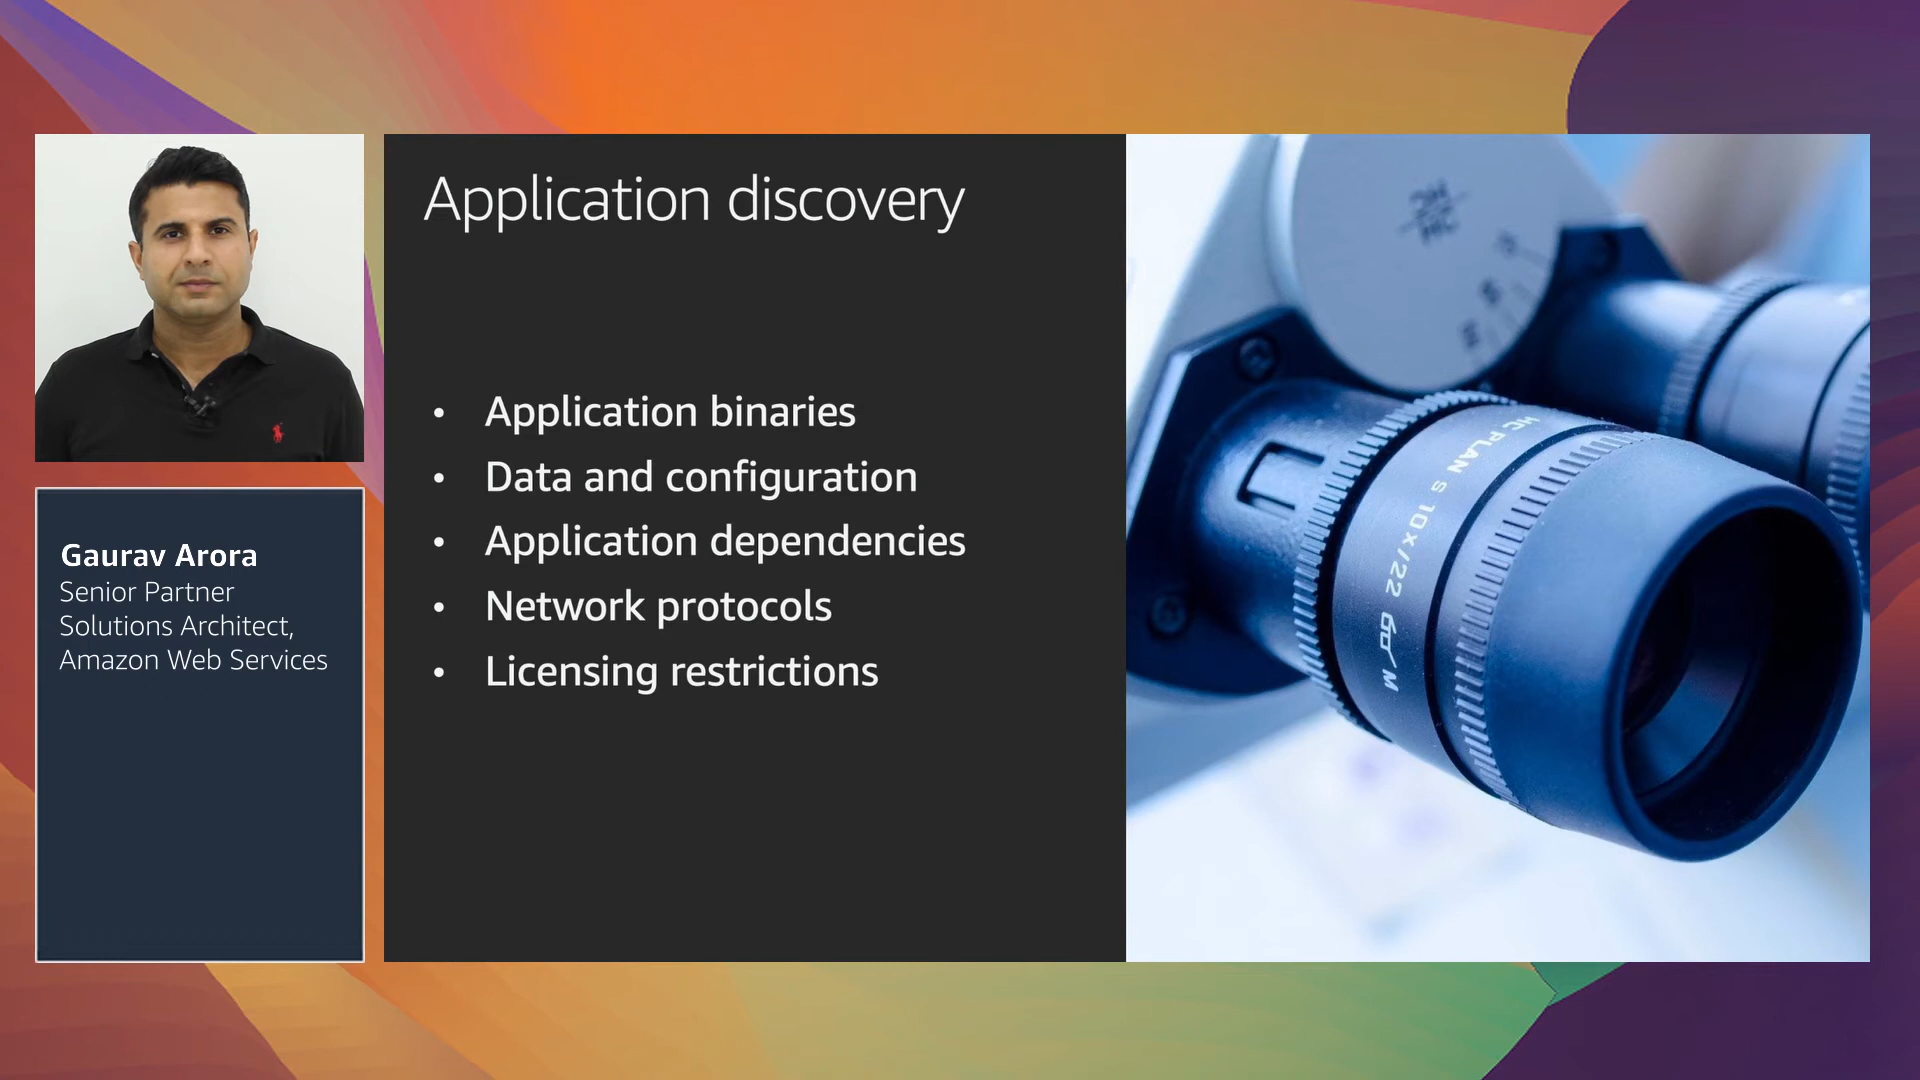 Application discovery
• Application binaries
• Data and configuration
• Application dependencies
• Network protocols
• Licensing restrictions
Gaurav Arora
Senior Partner
Solutions Architect,
Amazon Web Services
HC PLAN s 10x/22
M